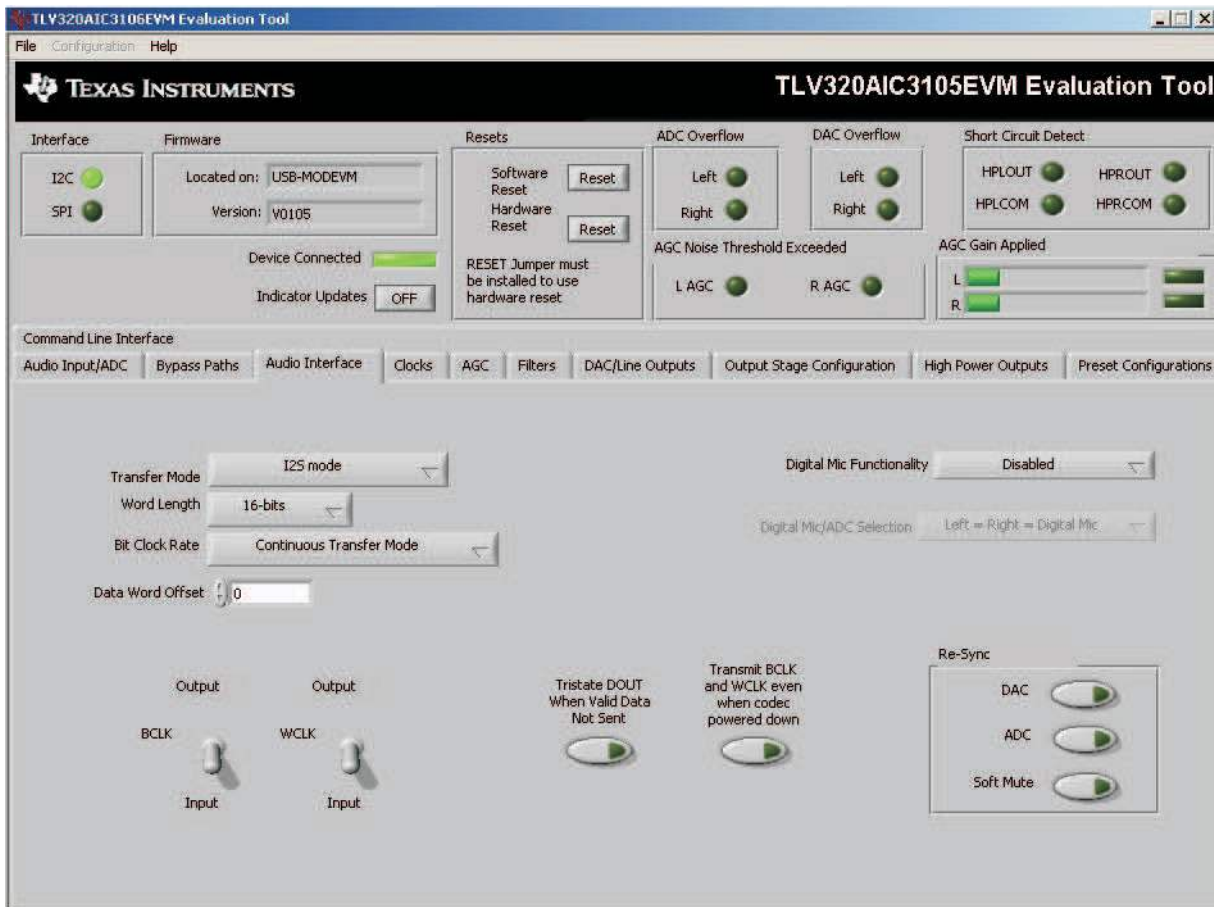 TLV320AIC3106EVM Evaluation Tool
File Configuration Help
TEXAS INSTRUMENTS
TLV320AIC3105EVM Evaluation Tool
Interface
I2C
SPI
Firmware
Located on: USB-MODEVM
Version: V0105
Device Connected
Indicator Updates OFF
Resets
Software
Reset
Reset
Hardware
Reset
Reset
RESET Jumper must
be installed to use
hardware reset
ADC Overflow
Left
Right
DAC Overflow
Left
Right
Short Circuit Detect
HPLOUT HPROUT
HPLCOM HPRCOM
AGC Noise Threshold Exceeded
L AGC R AGC
AGC Gain Applied
L
R
Command Line Interface
Audio Input/ADC Bypass Paths Audio Interface Clocks AGC Filters DAC/Line Outputs Output Stage Configuration High Power Outputs Preset Configurations
Transfer Mode I2S mode
Word Length 16-bits
Bit Clock Rate Continuous Transfer Mode
Data Word Offset 0
Digital Mic Functionality Disabled
Digital Mic/ADC Selection Left = Right = Digital Mic
Output
BCLK
Input
Output
WCLK
Input
Tristate DOUT
When Valid Data
Not Sent
Transmit BCLK
and WCLK even
when codec
powered down
Re-Sync
DAC
ADC
Soft Mute